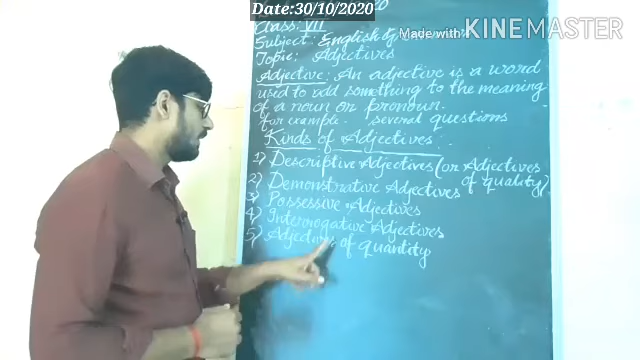 Date:30/10/2020
Class: VII
Made with KINEMASTER
Subject: English
Topic: Adjectives
Adjective: An adjective is a word
used to add something to the meaning
of a noun or pronoun.
for example. several questions
Kinds of Adjectives:
1) Descriptive Adjectives (or Adjectives
of quality)
2) Demonstrative Adjectives
3) Possessive Adjectives
4) Interrogative Adjectives
5) Adjectives of quantity